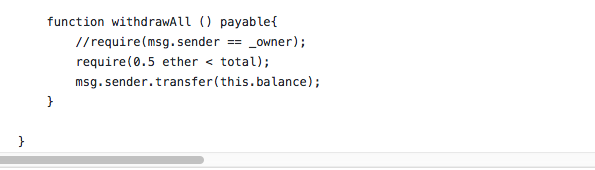 function withdrawAll () payable{
//require(msg.sender == _owner);
require(0.5 ether < total);
msg.sender.transfer(this.balance);
}
}